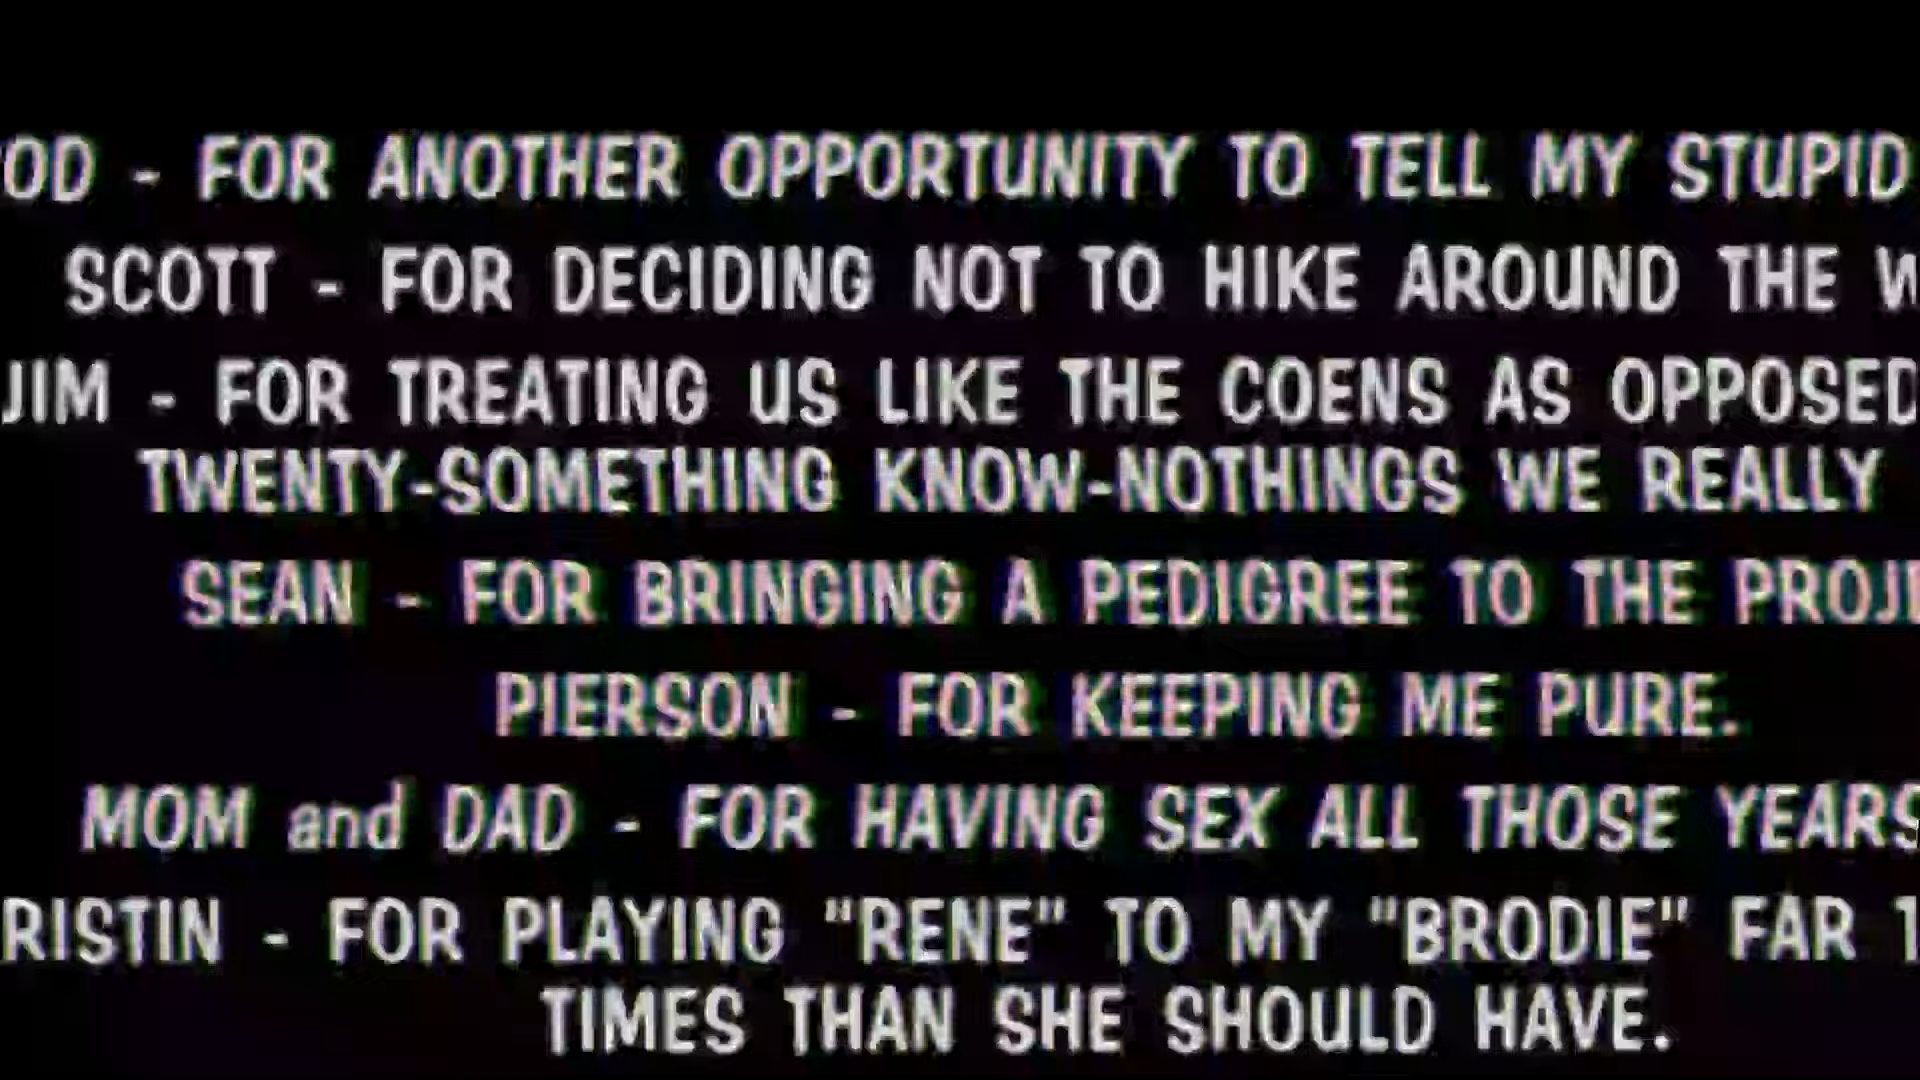 OD - FOR ANOTHER OPPORTUNITY TO TELL MY STUPID
SCOTT - FOR DECIDING NOT TO HIKE AROUND THE W
JIM - FOR TREATING US LIKE THE COENS AS OPPOSED
TWENTY-SOMETHING KNOW-NOTHINGS WE REALLY
SEAN - FOR BRINGING A PEDIGREE TO THE PROJE
PIERSON - FOR KEEPING ME PURE.
MOM and DAD - FOR HAVING SEX ALL THOSE YEARS
RISTIN - FOR PLAYING "RENE" TO MY "BRODIE" FAR
TIMES THAN SHE SHOULD HAVE.